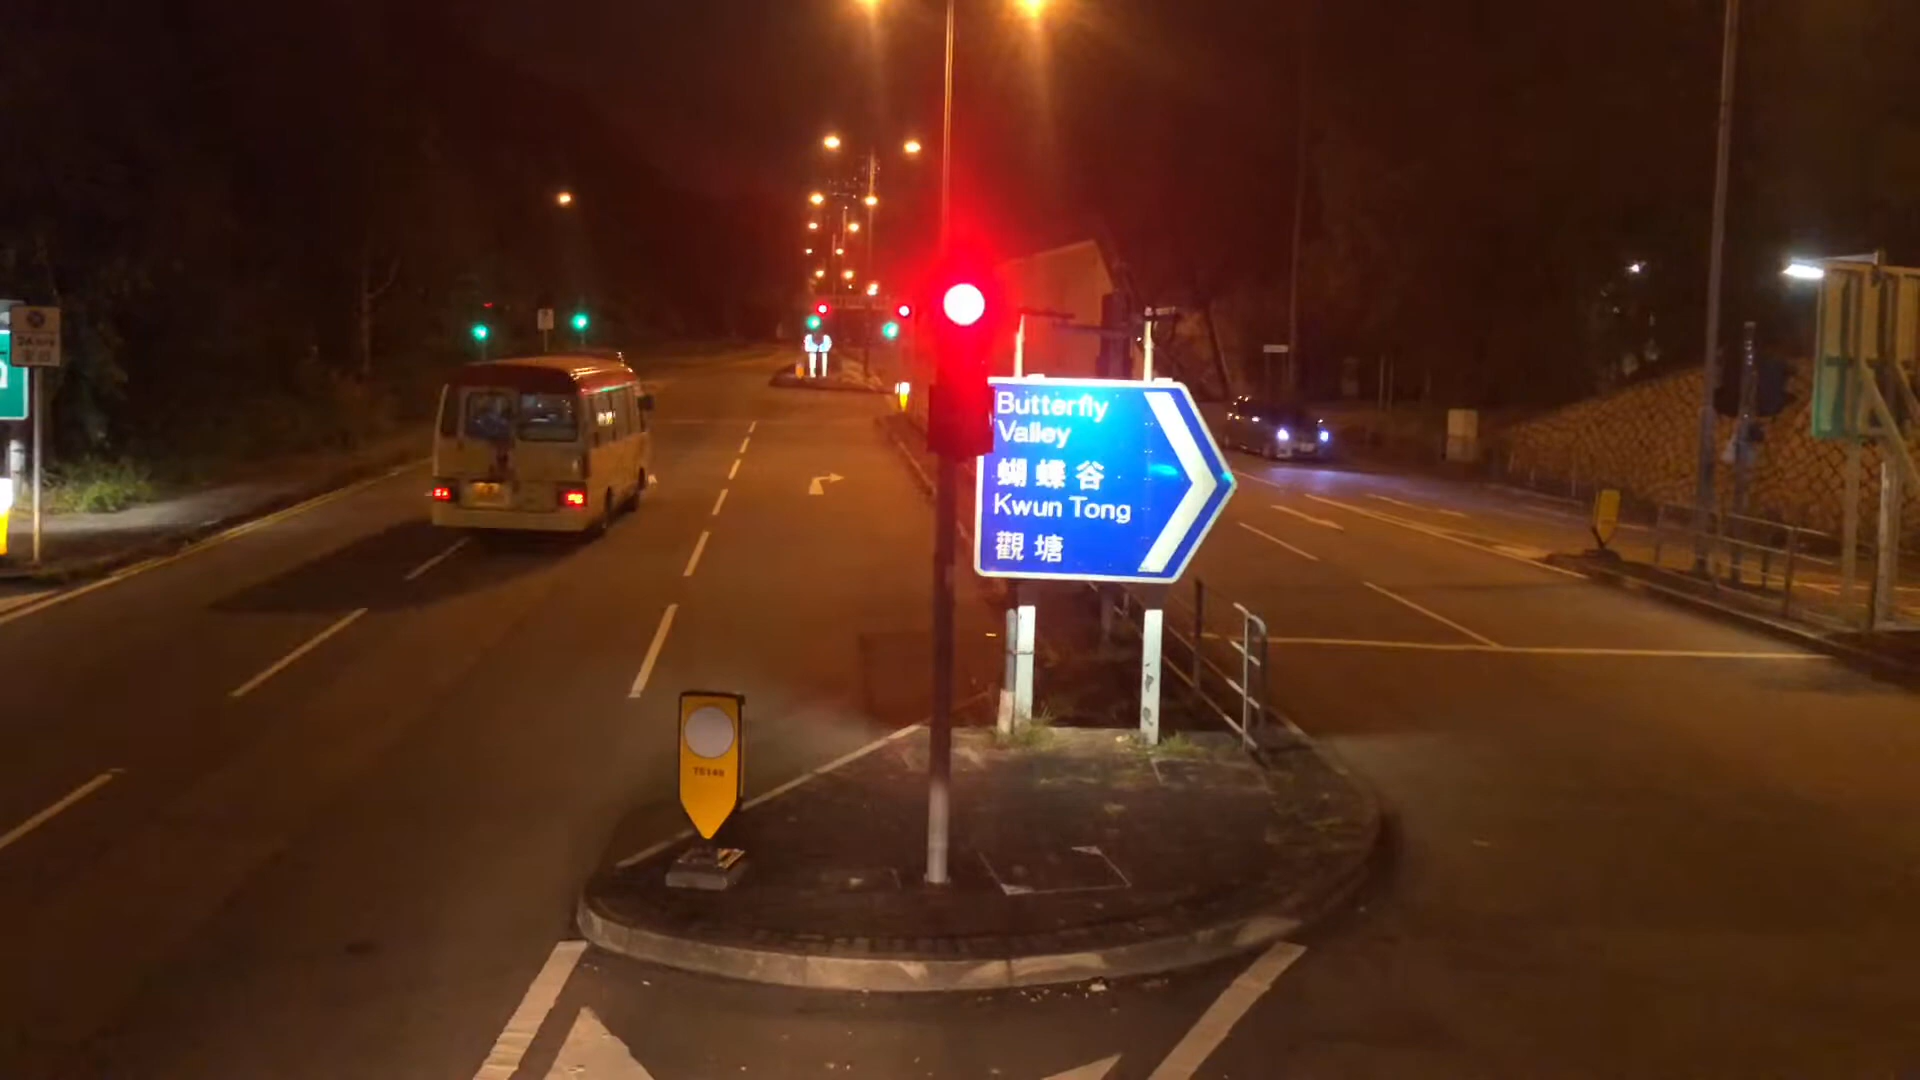 Butterfly
Valley
蝴蝶谷
Kwun Tong
觀塘